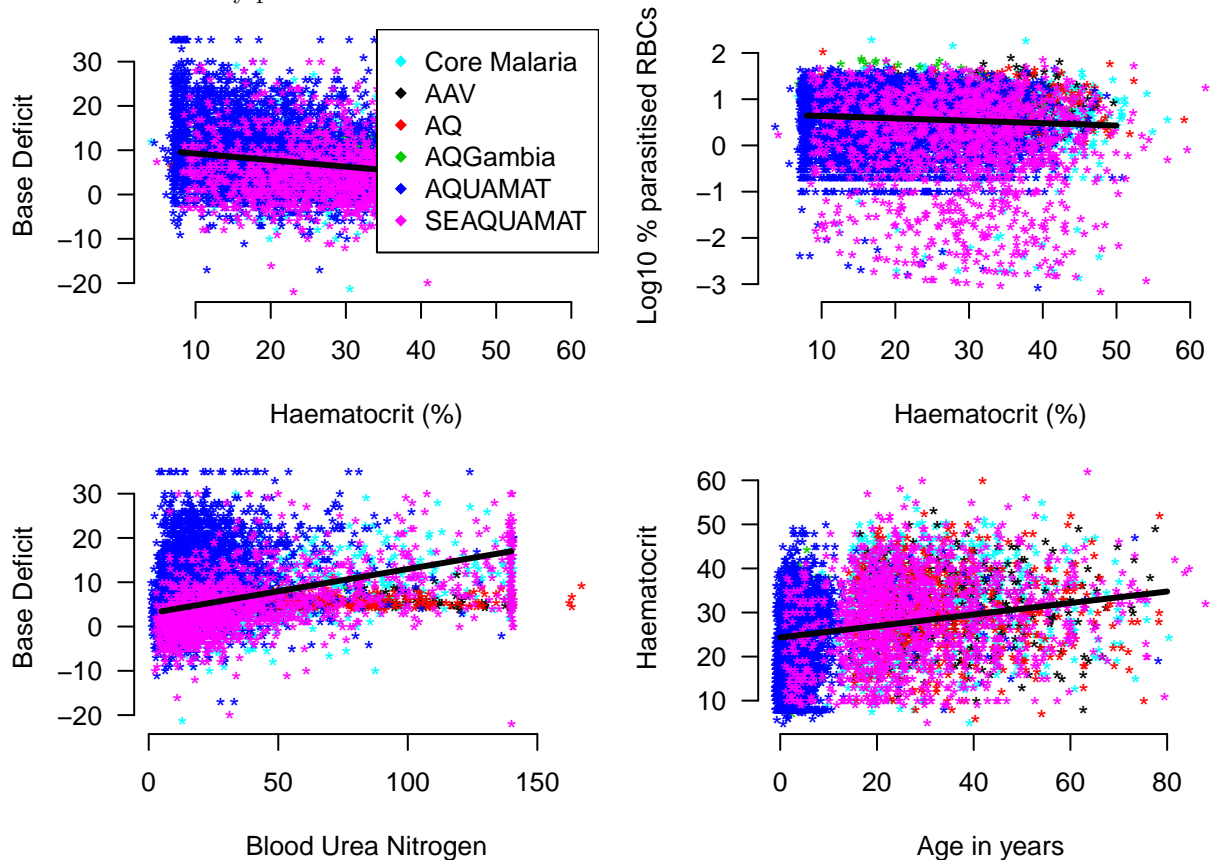 Base Deficit
30
20
10
0
−10
−20
10 20 30 40 50 60
Haematocrit (%)
Core Malaria
AAV
AQ
AQGambia
AQUAMAT
SEAQUAMAT
Log10 % parasitised RBCs
2
1
0
−1
−2
−3
10 20 30 40 50 60
Haematocrit (%)
Base Deficit
30
20
10
0
−10
−20
0 50 100 150
Blood Urea Nitrogen
Haematocrit
60
50
40
30
20
10
0 20 40 60 80
Age in years